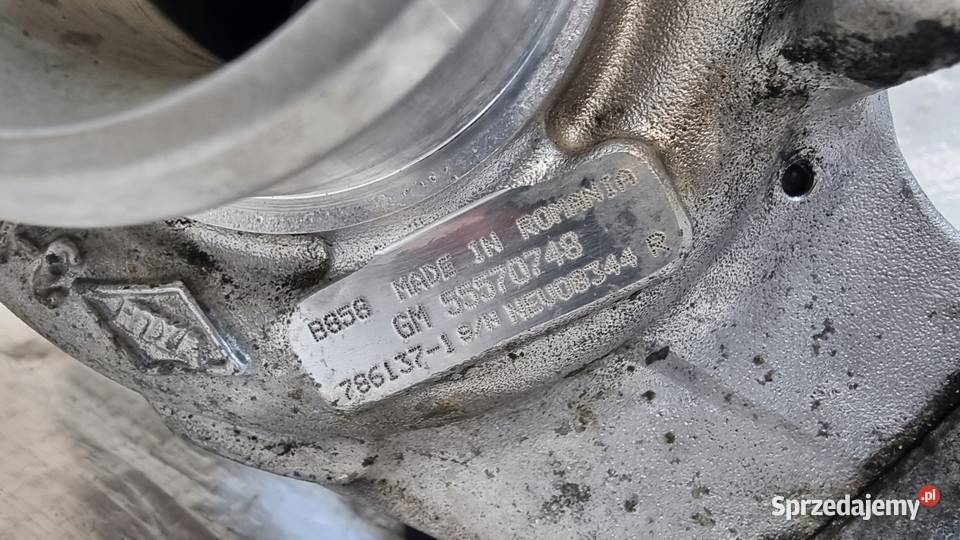 B858 MADE IN ROMANIA
GM 55570748
786137-1 S/N NEU08344 R
Sprzedajemy.pl